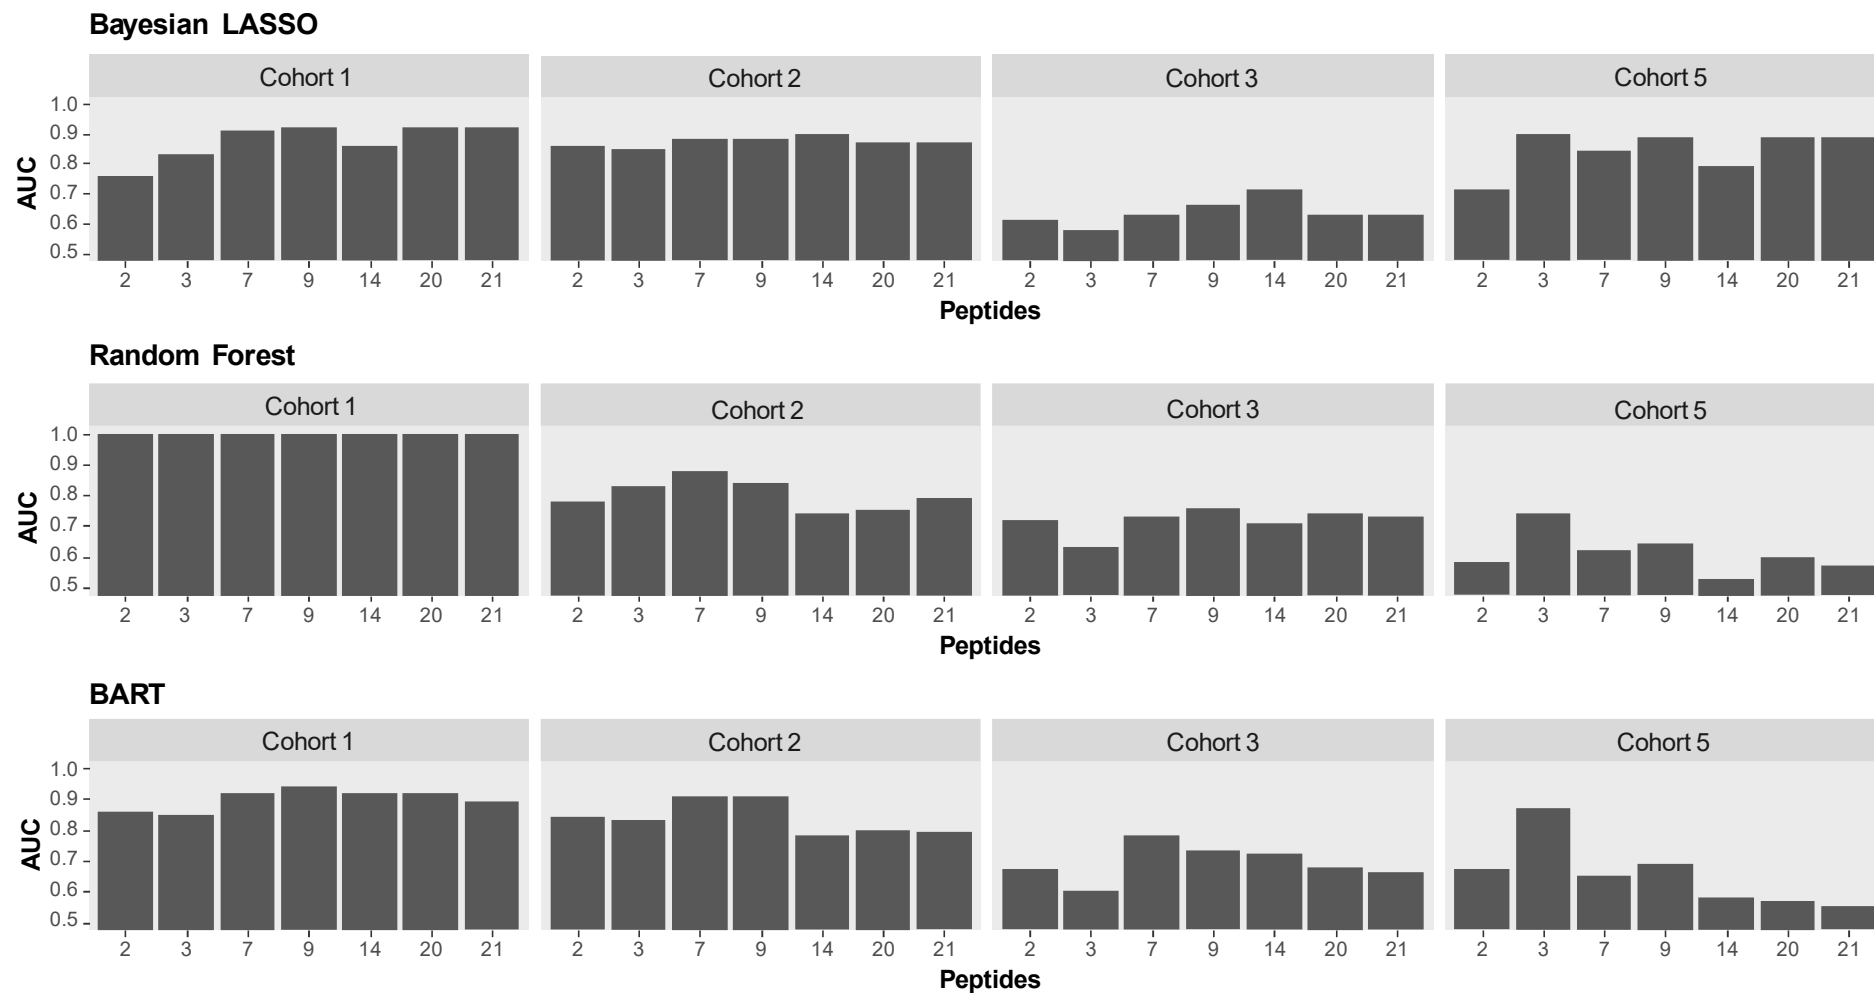 Bayesian LASSO
Cohort 1 Cohort 2 Cohort 3 Cohort 5
1.0
0.9
0.8
0.7
0.6
0.5
AUC
2 3 7 9 14 20 21 2 3 7 9 14 20 21 2 3 7 9 14 20 21 2 3 7 9 14 20 21
Peptides
Random Forest
Cohort 1 Cohort 2 Cohort 3 Cohort 5
1.0
0.9
0.8
0.7
0.6
0.5
AUC
2 3 7 9 14 20 21 2 3 7 9 14 20 21 2 3 7 9 14 20 21 2 3 7 9 14 20 21
Peptides
BART
Cohort 1 Cohort 2 Cohort 3 Cohort 5
1.0
0.9
0.8
0.7
0.6
0.5
AUC
2 3 7 9 14 20 21 2 3 7 9 14 20 21 2 3 7 9 14 20 21 2 3 7 9 14 20 21
Peptides